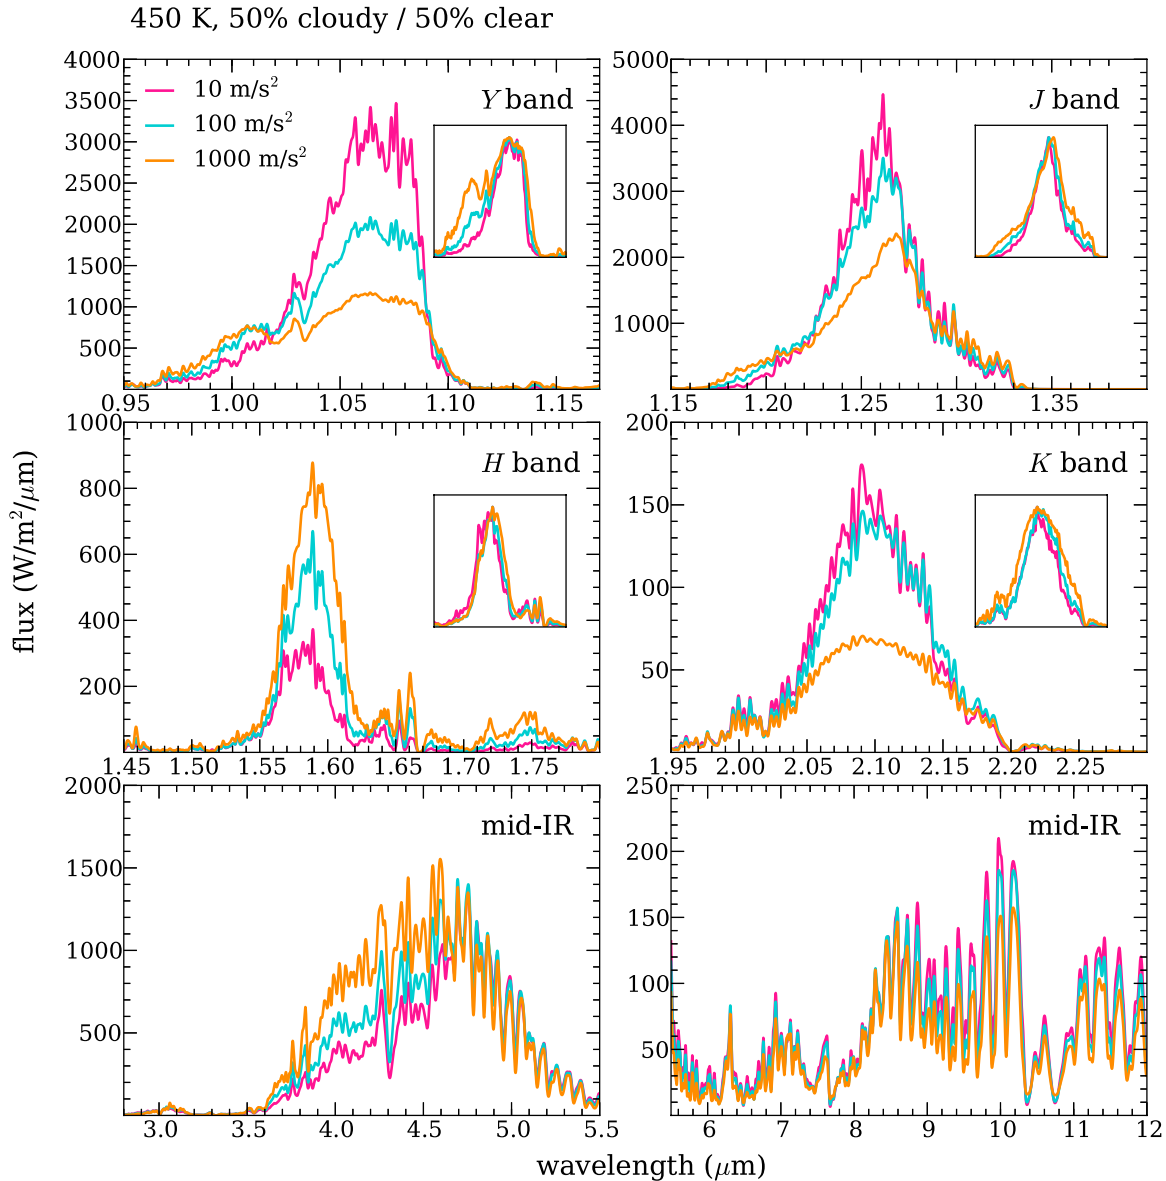 450 K, 50% cloudy / 50% clear
10 m/s²
100 m/s²
1000 m/s²
Y band
4000
3500
3000
2500
2000
1500
1000
500
0.95 1.00 1.05 1.10 1.15
J band
5000
4000
3000
2000
1000
1.15 1.20 1.25 1.30 1.35
H band
1000
800
600
400
200
1.45 1.50 1.55 1.60 1.65 1.70 1.75
K band
200
150
100
50
1.95 2.00 2.05 2.10 2.15 2.20 2.25
mid-IR
2000
1500
1000
500
3.0 3.5 4.0 4.5 5.0 5.5
mid-IR
250
200
150
100
50
6 7 8 9 10 11 12
flux (W/m²/μm)
wavelength (μm)